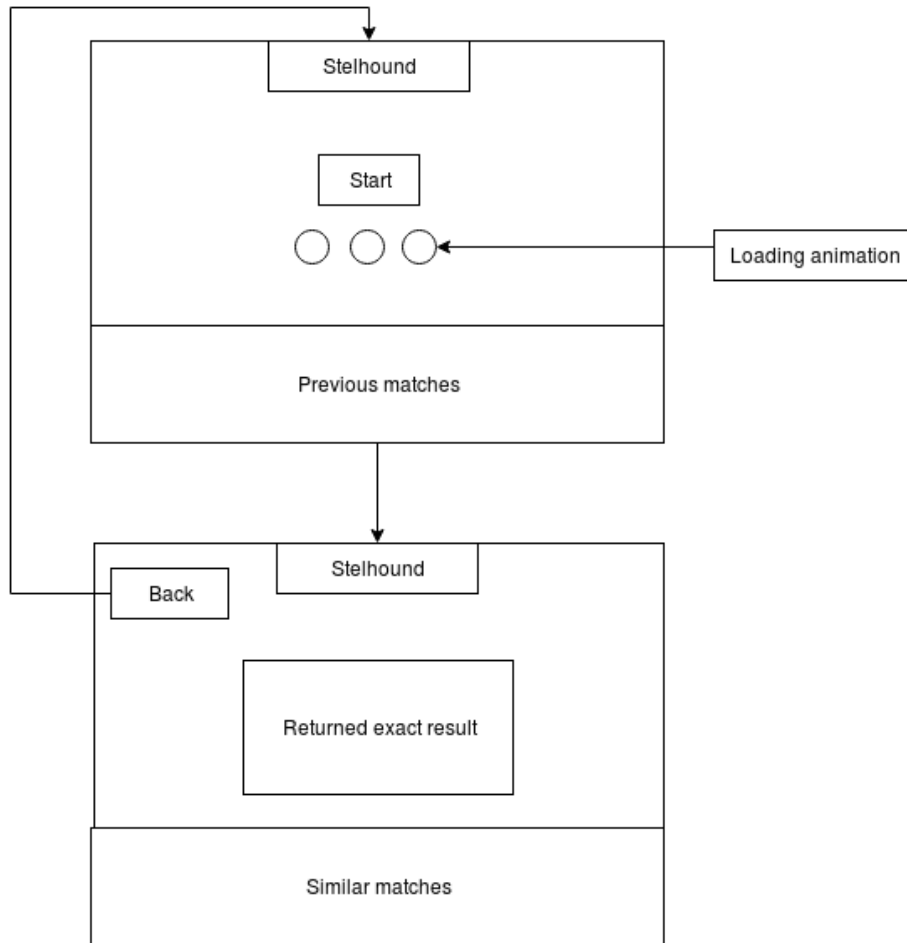 Stelhound
Start
Loading animation
Previous matches
Stelhound
Back
Returned exact result
Similar matches